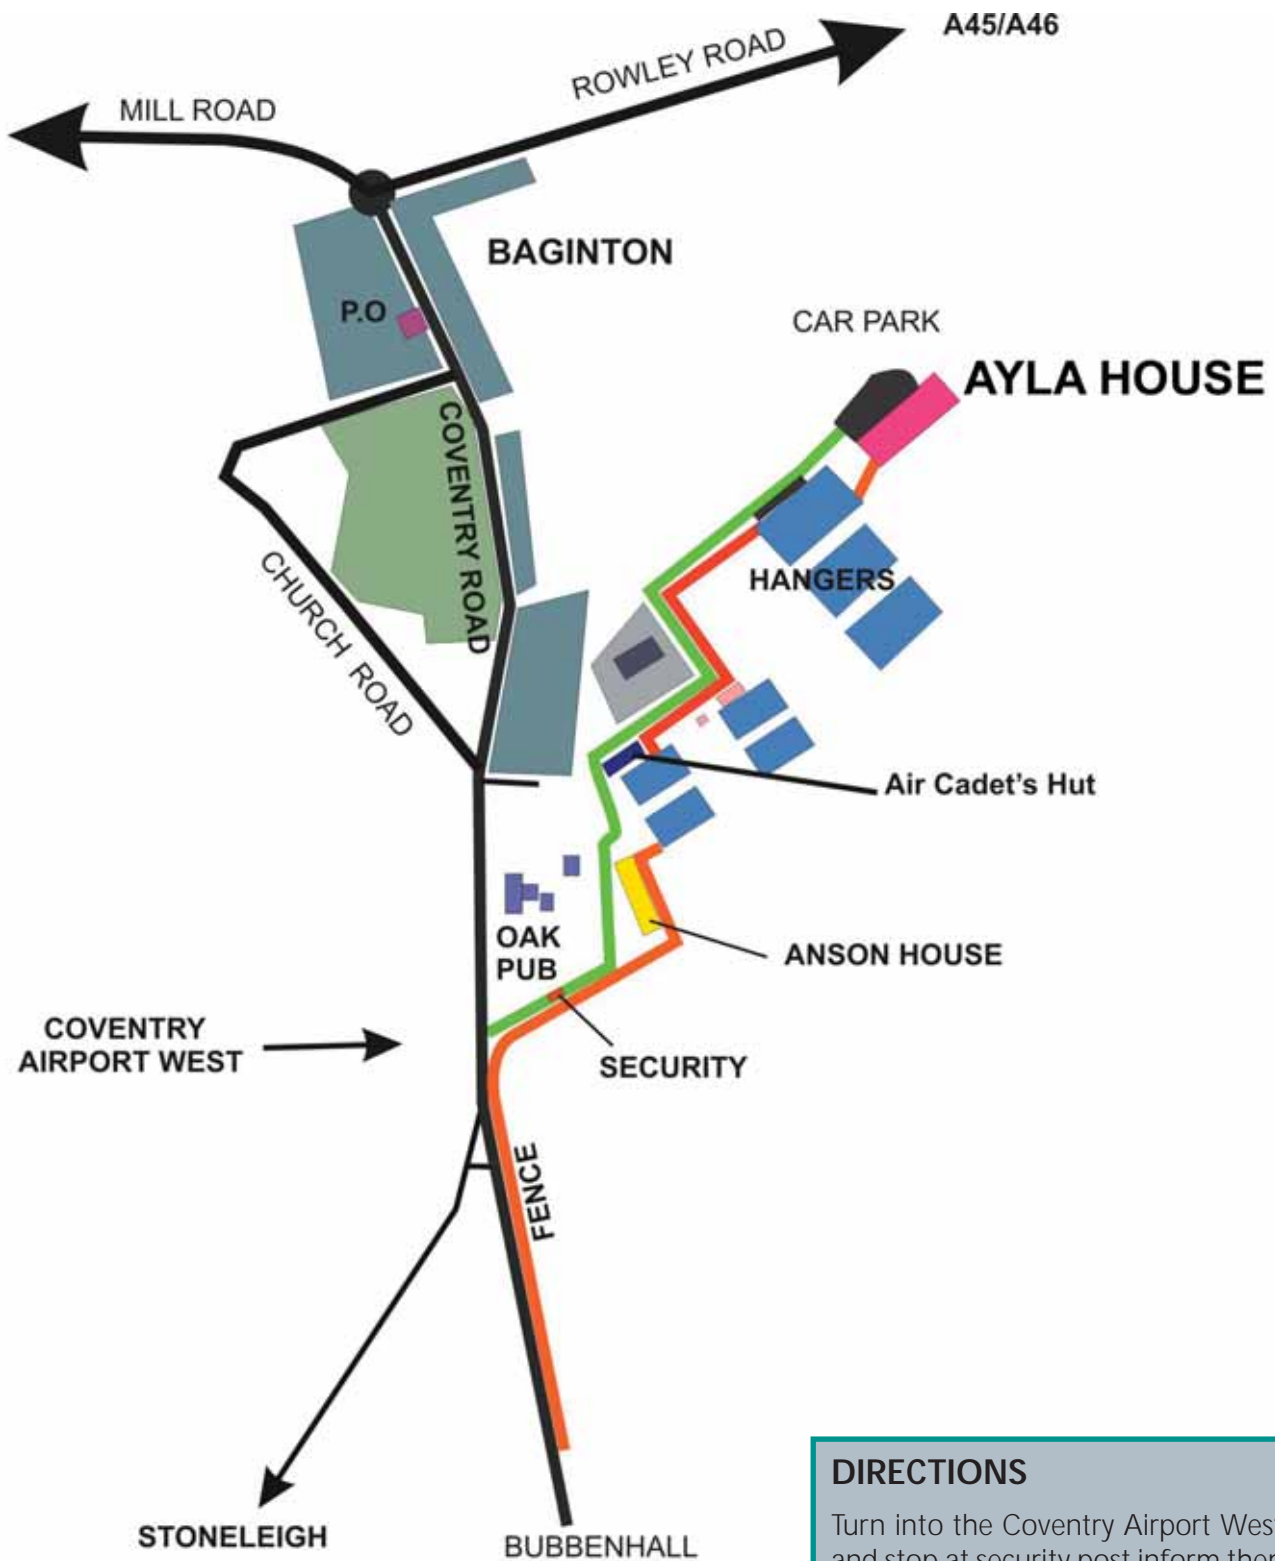 A45/A46
ROWLEY ROAD
MILL ROAD
BAGINTON
P.O
CAR PARK
AYLA HOUSE
COVENTRY ROAD
CHURCH ROAD
HANGERS
Air Cadet's Hut
OAK
PUB
ANSON HOUSE
COVENTRY
AIRPORT WEST
SECURITY
FENCE
STONELEIGH
BUBBENHALL
DIRECTIONS
Turn into the Coventry Airport Wes
and stop at security post inform ther